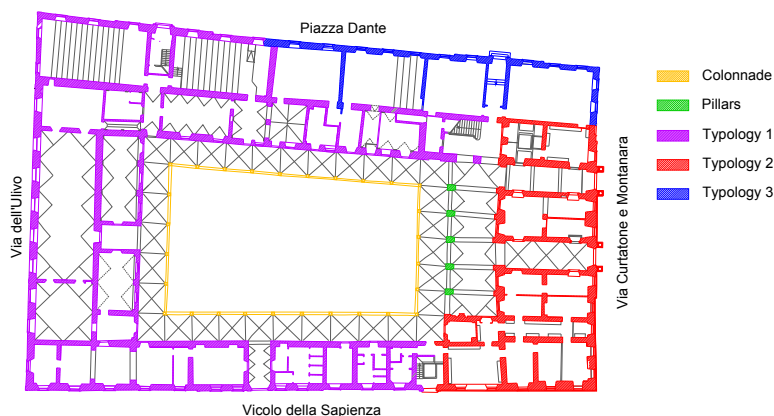 Piazza Dante
Colonnade
Pillars
Typology 1
Typology 2
Typology 3
Via dell'Ulivo
Via Curtatone e Montanara
Vicolo della Sapienza